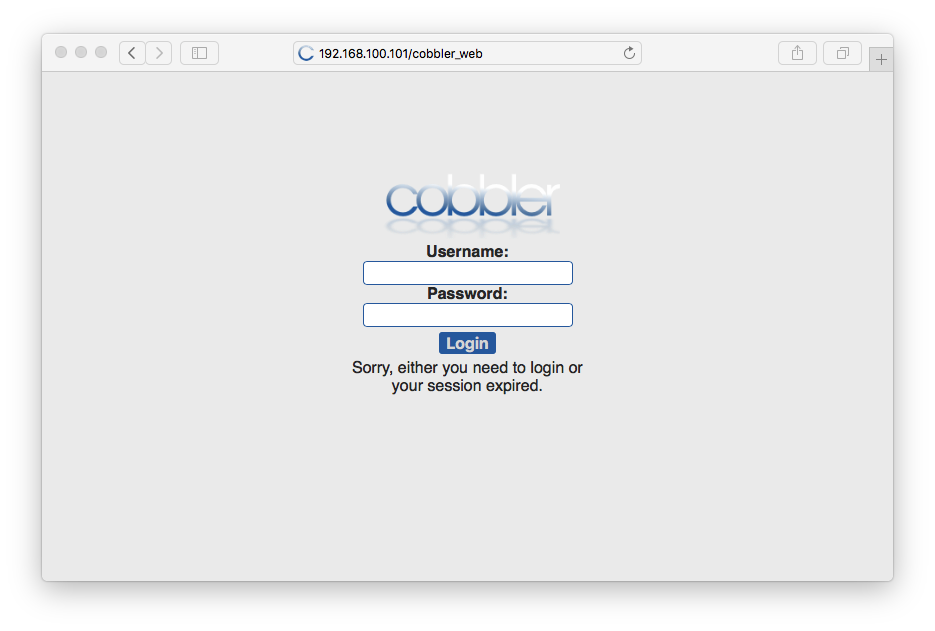 192.168.100.101/cobbler_web
cobbler
Username:
Password:
Login
Sorry, either you need to login or
your session expired.